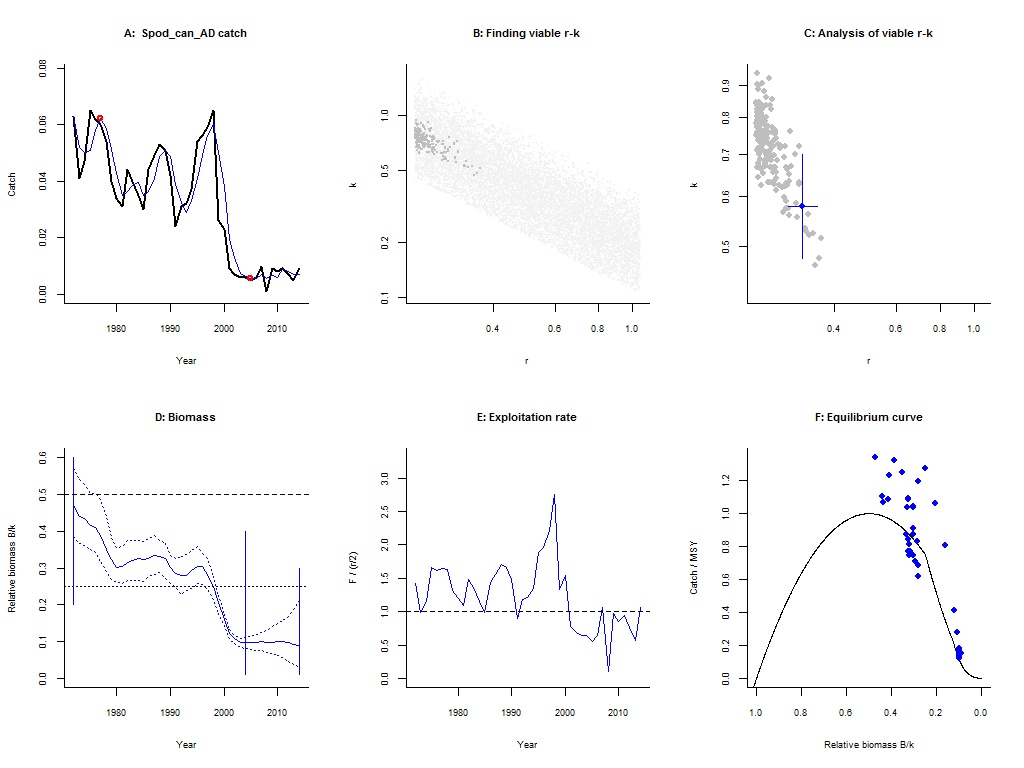 A: Spod_can_AD catch
Catch
0.00 0.02 0.04 0.06 0.08
1980 1990 2000 2010
Year
B: Finding viable r-k
k
0.1 0.2 0.5 1.0
0.4 0.6 0.8 1.0
r
C: Analysis of viable r-k
k
0.5 0.6 0.7 0.8 0.9
0.4 0.6 0.8 1.0
r
D: Biomass
Relative biomass B/k
0.0 0.1 0.2 0.3 0.4 0.5 0.6
1980 1990 2000 2010
Year
E: Exploitation rate
F / (r/2)
0.0 0.5 1.0 1.5 2.0 2.5 3.0
1980 1990 2000 2010
Year
F: Equilibrium curve
Catch / MSY
0.0 0.2 0.4 0.6 0.8 1.0 1.2
1.0 0.8 0.6 0.4 0.2 0.0
Relative biomass B/k